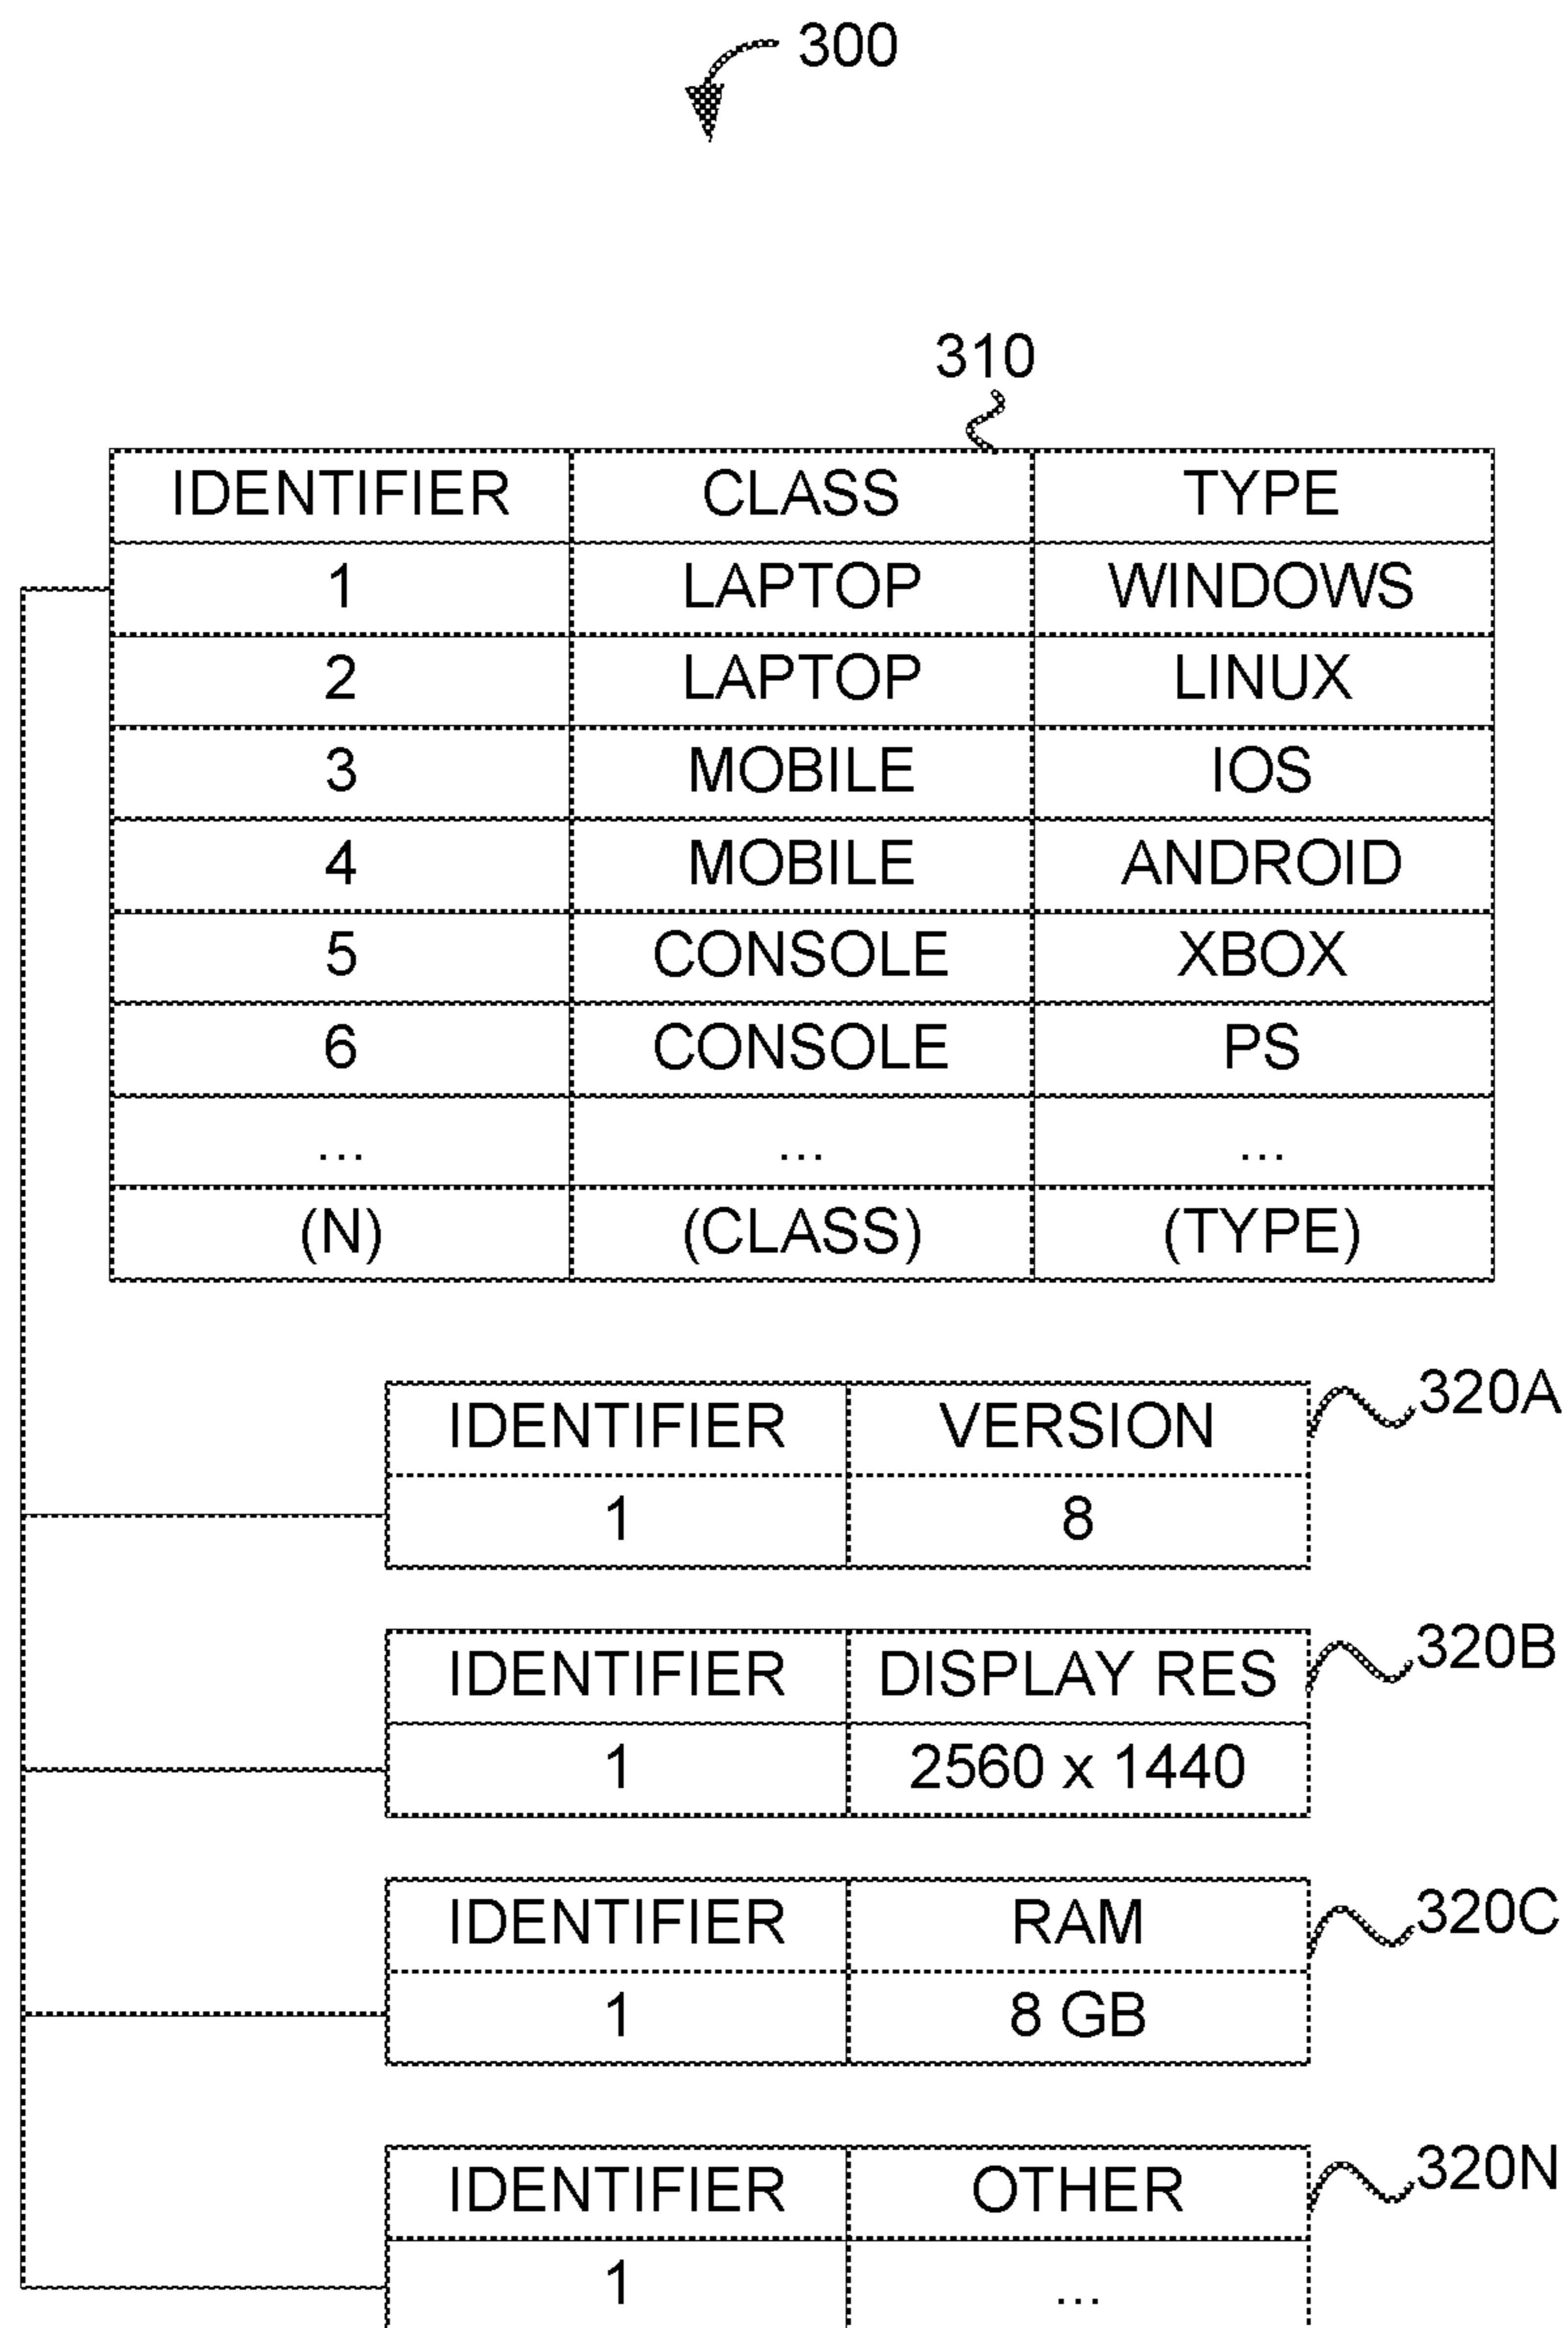 300
310
IDENTIFIER CLASS TYPE
1 LAPTOP WINDOWS
2 LAPTOP LINUX
3 MOBILE IOS
4 MOBILE ANDROID
5 CONSOLE XBOX
6 CONSOLE PS
... ... ...
(N) (CLASS) (TYPE)
320A
IDENTIFIER VERSION
1 8
320B
IDENTIFIER DISPLAY RES
1 2560 x 1440
320C
IDENTIFIER RAM
1 8 GB
320N
IDENTIFIER OTHER
1 ...